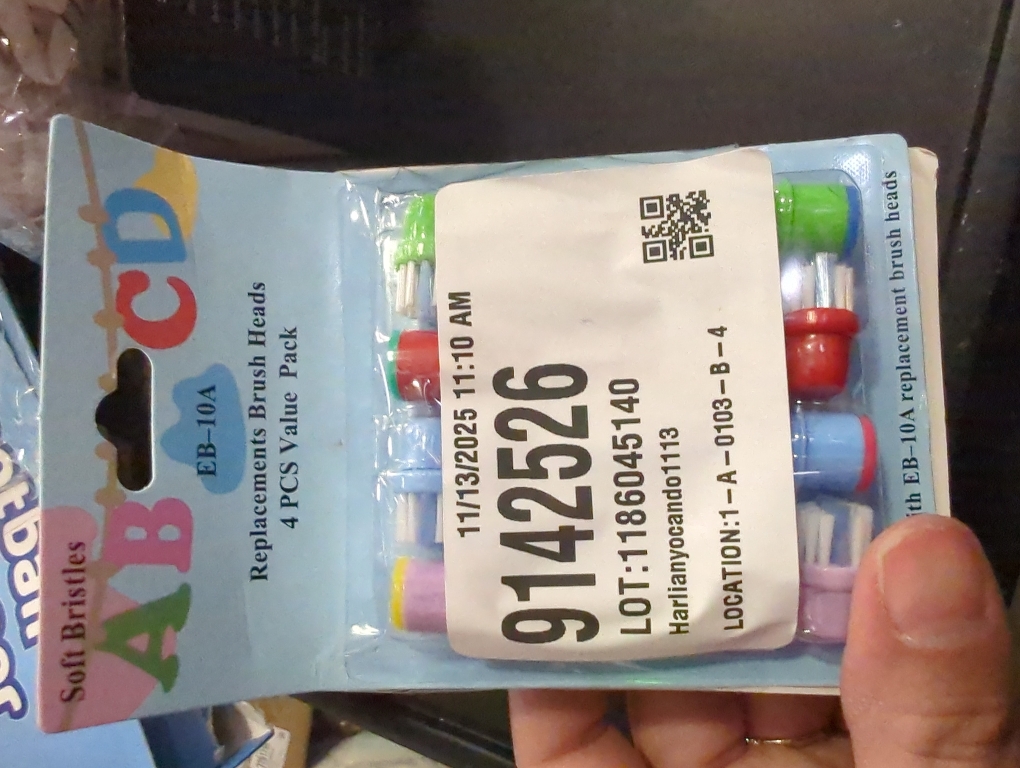 Soft Bristles
A B C D
EB-10A
Replacements Brush Heads
4 PCS Value Pack
11/13/2025 11:10 AM
9142526
LOT:1186045140
Harlianyocando1113
LOCATION:1-A-0103-B-4
EB-10A replacement brush heads